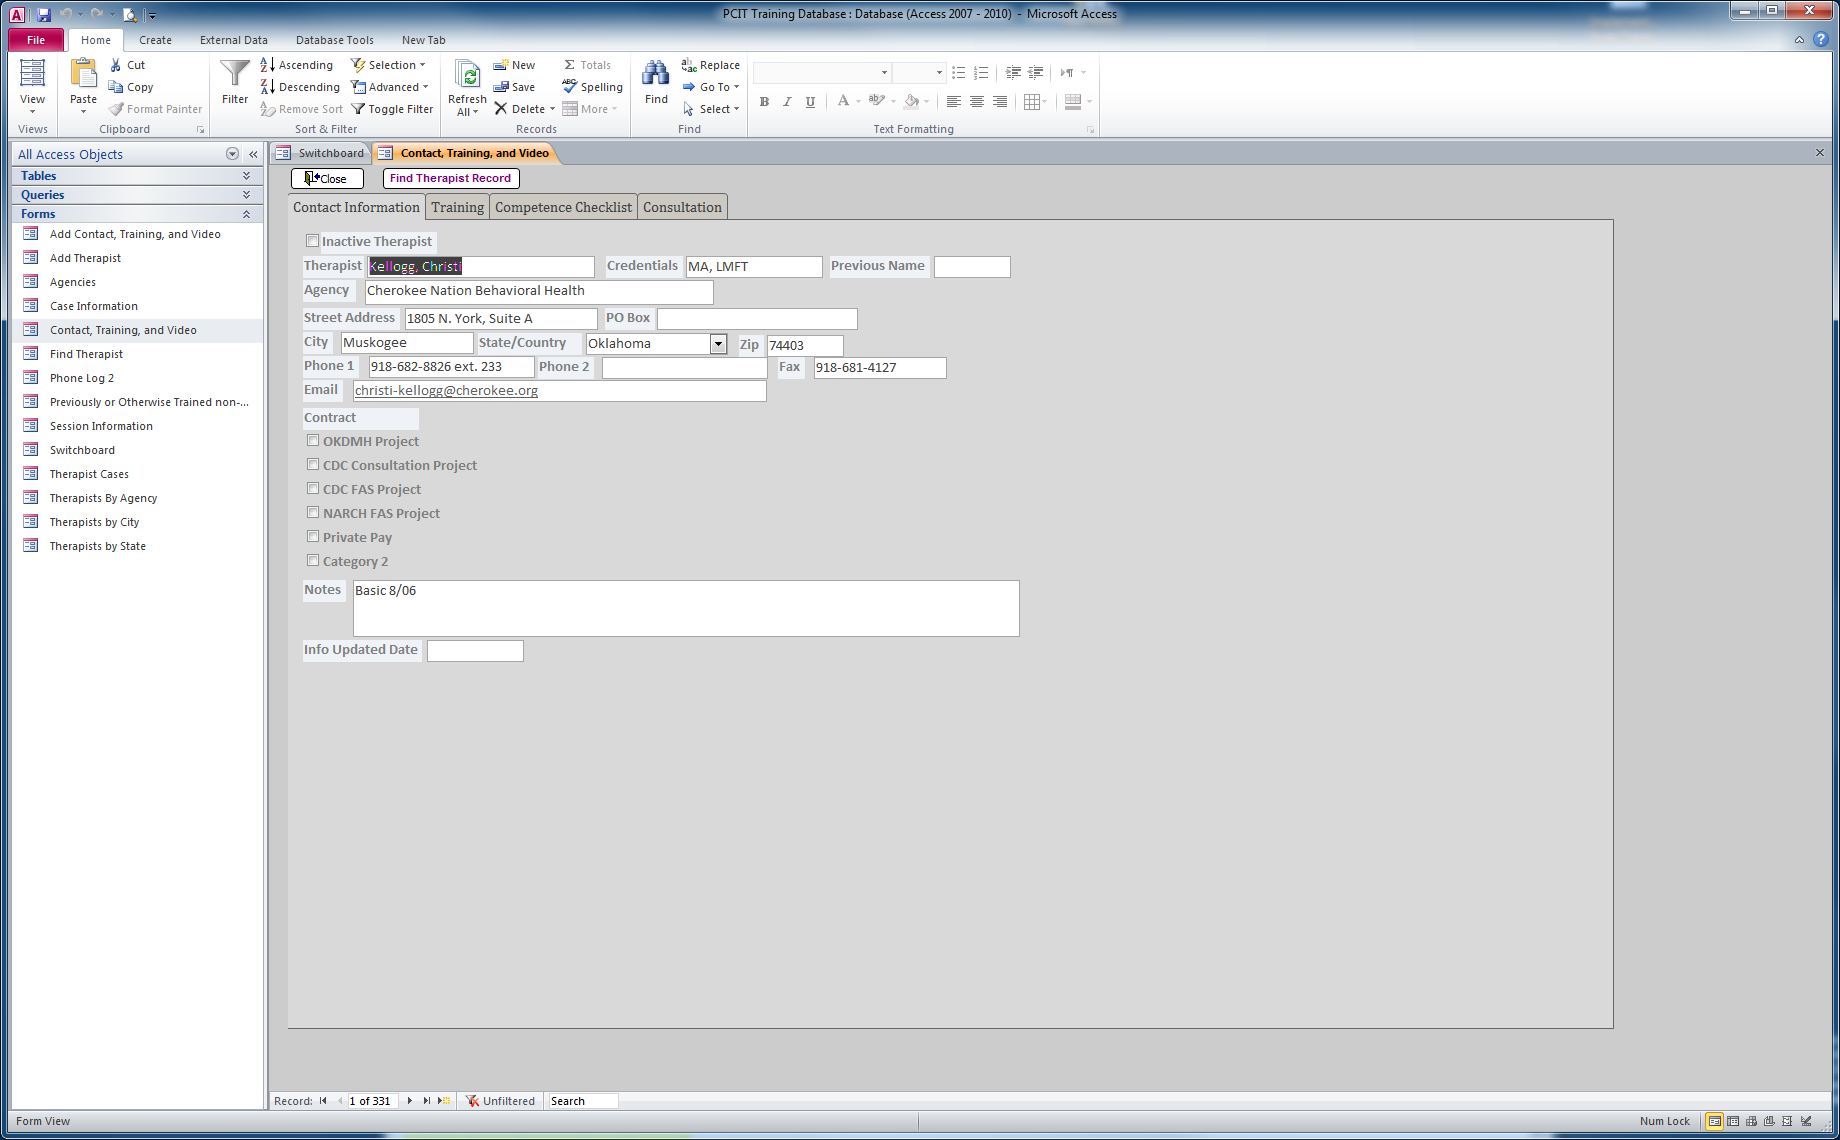 PCIT Training Database : Database (Access 2007 - 2010) - Microsoft Access
File Home Create External Data Database Tools New Tab
View
Views
Paste
Cut
Copy
Format Painter
Clipboard
Filter
Ascending
Descending
Remove Sort
Selection
Advanced
Toggle Filter
Sort & Filter
Refresh All
New
Save
Delete
Totals
Spelling
More
Records
Find
Replace
Go To
Select
Find
B I U A
Text Formatting
All Access Objects
Tables
Queries
Forms
Add Contact, Training, and Video
Add Therapist
Agencies
Case Information
Contact, Training, and Video
Find Therapist
Phone Log 2
Previously or Otherwise Trained non-...
Session Information
Switchboard
Therapist Cases
Therapists By Agency
Therapists by City
Therapists by State
Switchboard Contact, Training, and Video
Close Find Therapist Record
Contact Information Training Competence Checklist Consultation
Inactive Therapist
Therapist Kellogg, Christi Credentials MA, LMFT Previous Name
Agency Cherokee Nation Behavioral Health
Street Address 1805 N. York, Suite A PO Box
City Muskogee State/Country Oklahoma Zip 74403
Phone 1 918-682-8826 ext. 233 Phone 2 Fax 918-681-4127
Email christi-kellogg@cherokee.org
Contract
OKDMH Project
CDC Consultation Project
CDC FAS Project
NARCH FAS Project
Private Pay
Category 2
Notes Basic 8/06
Info Updated Date
Record: 1 of 331 Unfiltered Search
Form View Num Lock